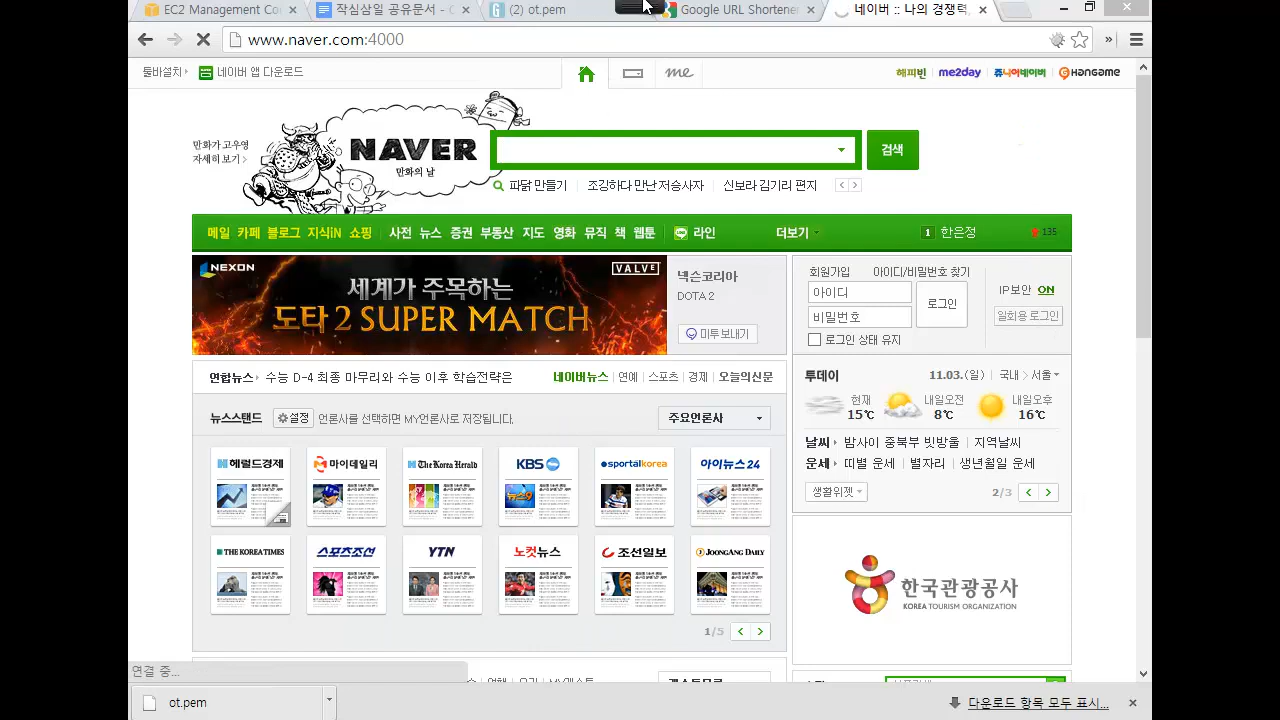 EC2 Management Co
작심삼일 공유문서 - G
(2) ot.pem
Google URL Shortener
네이버 :: 나의 경쟁력,
www.naver.com:4000
툴바설치
네이버 앱 다운로드
me
해피빈
me2day
쥬니어네이버
HANGAME
만화가 고우영
자세히 보기 >
NAVER
만화의 날
검색
파닭 만들기
조깅하다 만난 저승사자
신보라 김기리 편지
메일 카페 블로그 지식iN 쇼핑
사전 뉴스 증권 부동산 지도 영화 뮤직 책 웹툰
라인
더보기
1 한은정
135
NEXON
VALVE
세계가 주목하는
도타2 SUPER MATCH
넥슨코리아
DOTA 2
미투보내기
회원가입
아이디|비밀번호 찾기
아이디
비밀번호
로그인
로그인 상태 유지
IP보안 ON
일회용 로그인
연합뉴스 수능 D-4 최종 마무리와 수능 이후 학습전략은
네이버뉴스 | 연예 | 스포츠 | 경제 | 오늘의신문
뉴스스탠드
설정
언론사를 선택하면 MY언론사로 저장됩니다.
주요언론사
헤럴드경제
마이데일리
The Korea Herald
KBS
sportalkorea
아이뉴스24
뉴스9
THE KOREA TIMES
스포츠조선
YTN
노컷뉴스
조선일보
JOONGANG DAILY
1/5
투데이
11.03.(일)
국내 > 서울
현재
15℃
내일오전
8℃
내일오후
16℃
날씨
밤사이 중북부 빗방울
지역날씨
운세
띠별 운세
별자리
생년월일 운세
생활위젯
2/3
한국관광공사
KOREA TOURISM ORGANIZATION
연결 중...
ot.pem
다운로드 항목 모두 표시...